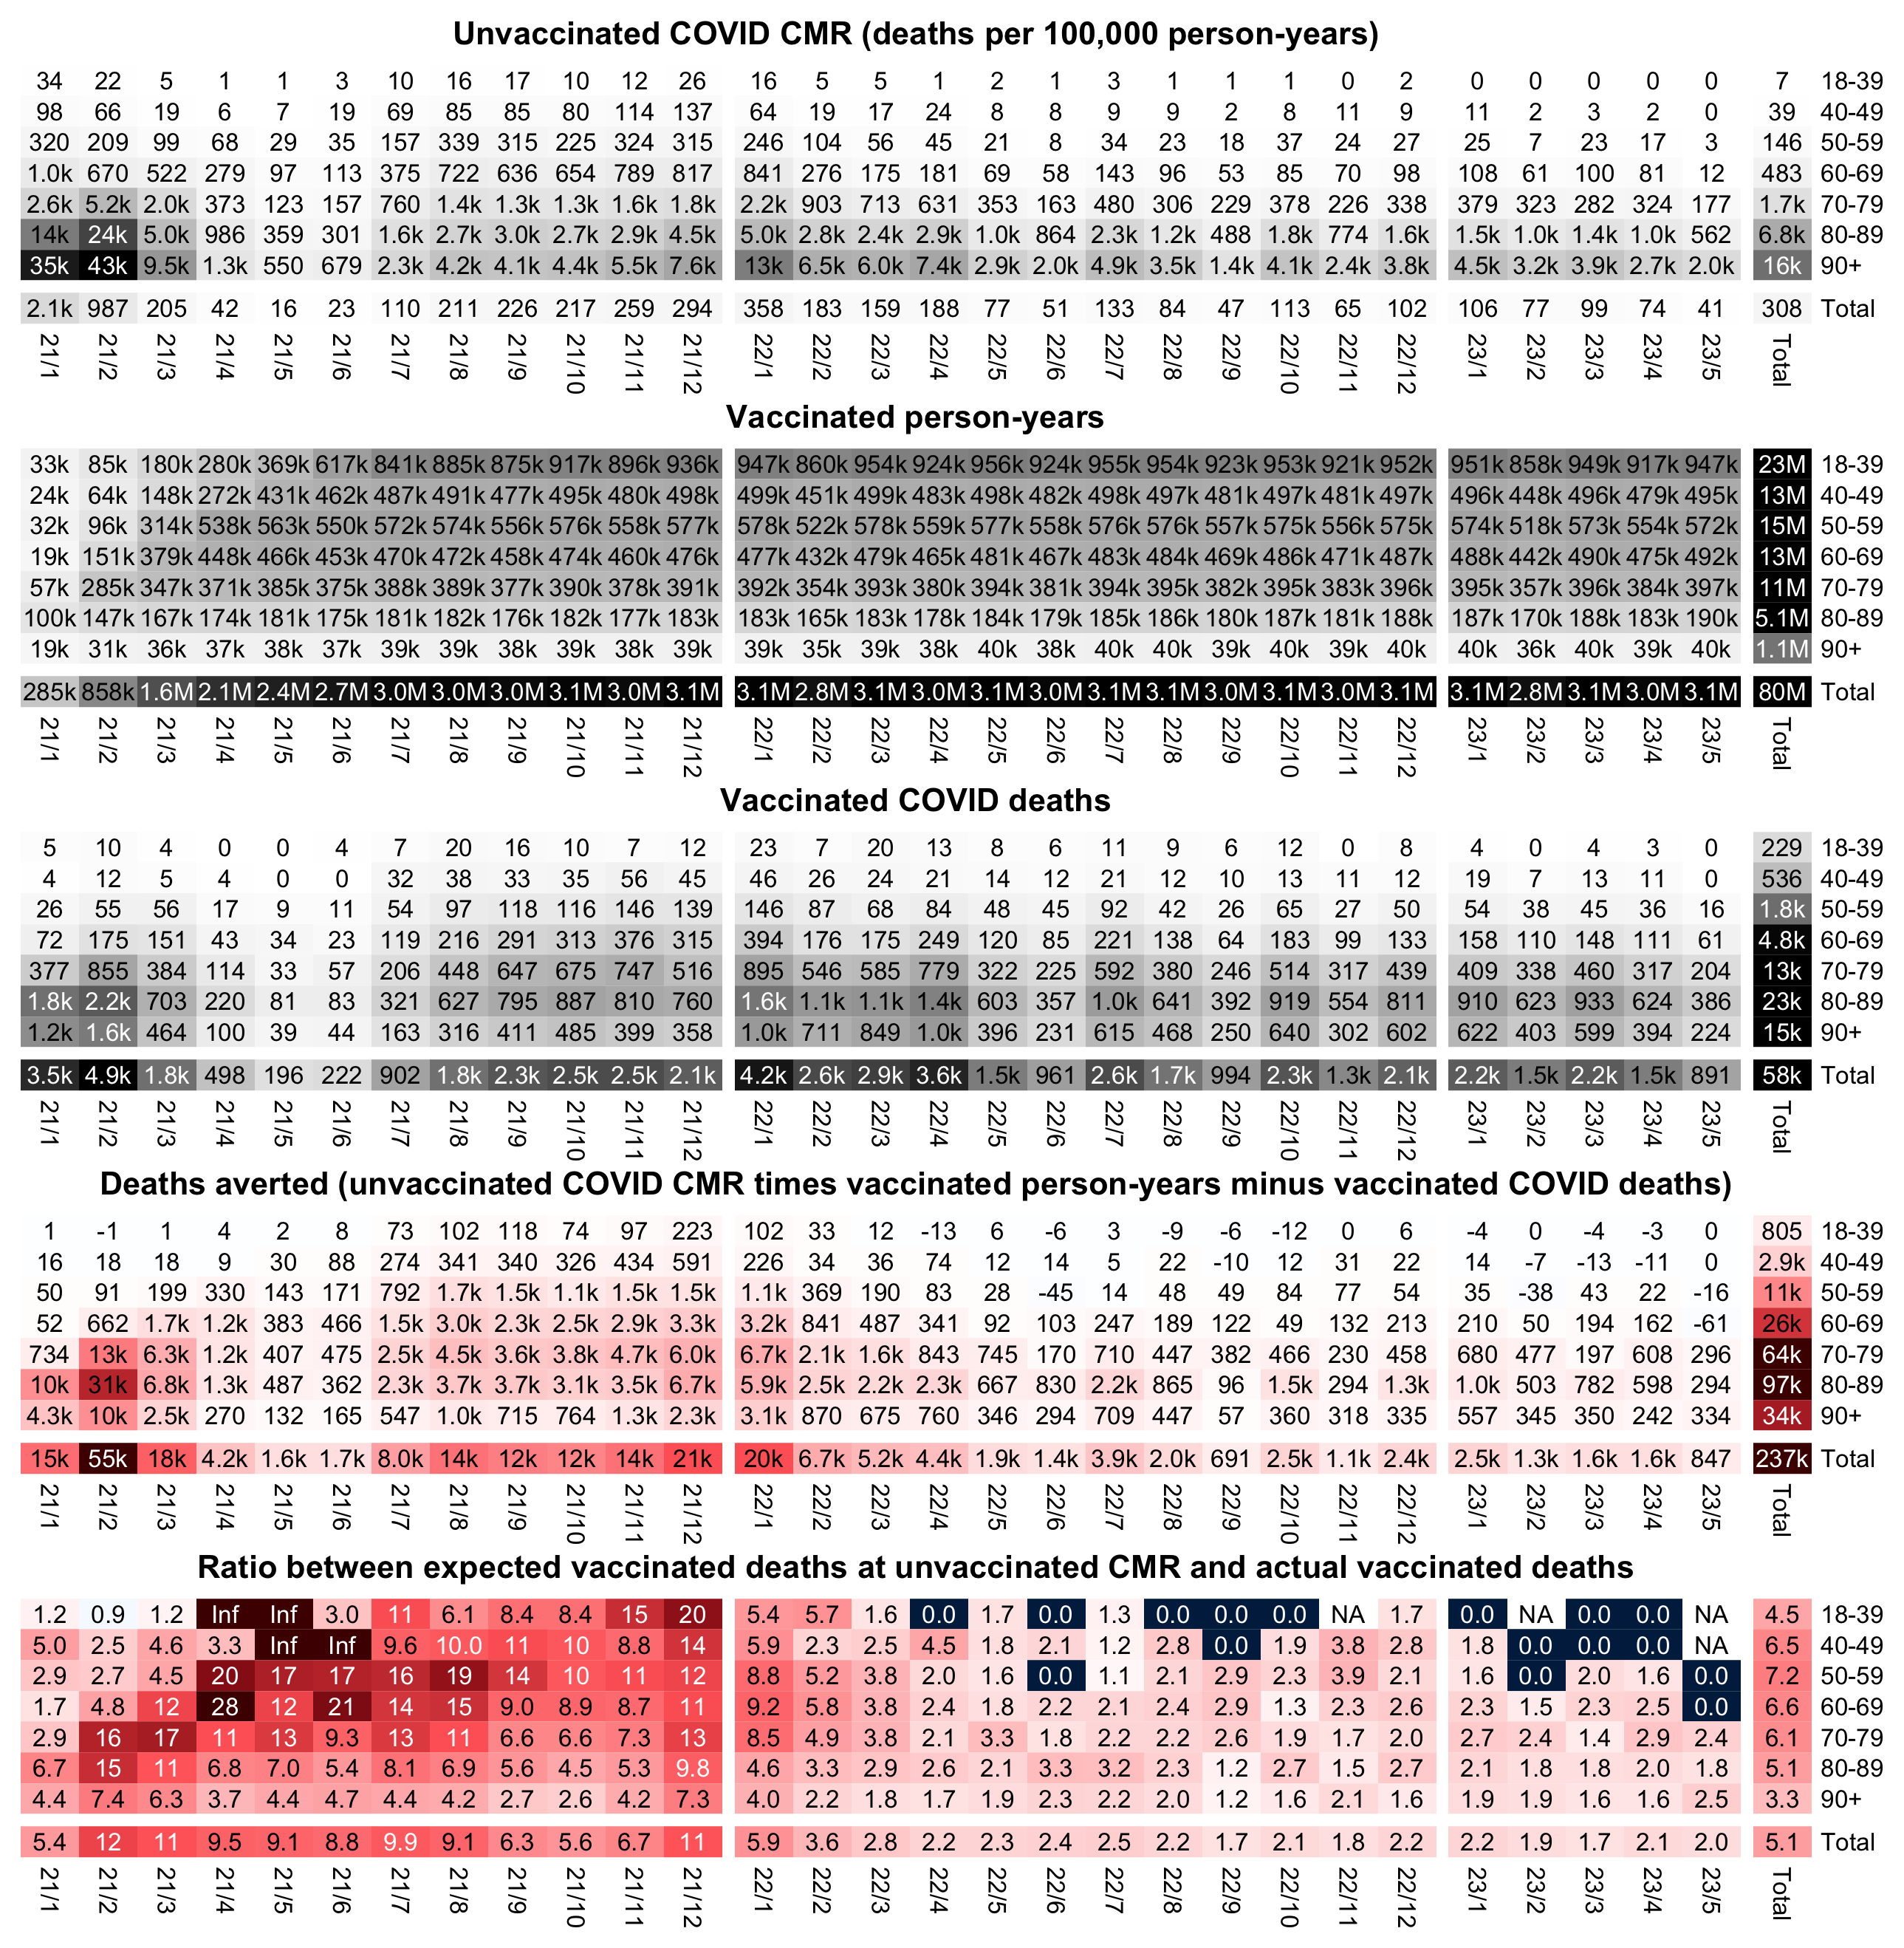 Unvaccinated COVID CMR (deaths per 100,000 person-years)
34 22 5 1 1 3 10 16 17 10 12 26 16 5 5 1 2 1 3 1 1 1 0 2 0 0 0 0 0 7 18-39
98 66 19 6 7 19 69 85 85 80 114 137 64 19 17 24 8 8 9 9 2 8 11 9 11 2 3 2 0 39 40-49
320 209 99 68 29 35 157 339 315 225 324 315 246 104 56 45 21 8 34 23 18 37 24 27 25 7 23 17 3 146 50-59
1.0k 670 522 279 97 113 375 722 636 654 789 817 841 276 175 181 69 58 143 96 53 85 70 98 108 61 100 81 12 483 60-69
2.6k 5.2k 2.0k 373 123 157 760 1.4k 1.3k 1.3k 1.6k 1.8k 2.2k 903 713 631 353 163 480 306 229 378 226 338 379 323 282 324 177 1.7k 70-79
14k 24k 5.0k 986 359 301 1.6k 2.7k 3.0k 2.7k 2.9k 4.5k 5.0k 2.8k 2.4k 2.9k 1.0k 864 2.3k 1.2k 488 1.8k 774 1.6k 1.5k 1.0k 1.4k 1.0k 562 6.8k 80-89
35k 43k 9.5k 1.3k 550 679 2.3k 4.2k 4.1k 4.4k 5.5k 7.6k 13k 6.5k 6.0k 7.4k 2.9k 2.0k 4.9k 3.5k 1.4k 4.1k 2.4k 3.8k 4.5k 3.2k 3.9k 2.7k 2.0k 16k 90+
2.1k 987 205 42 16 23 110 211 226 217 259 294 358 183 159 188 77 51 133 84 47 113 65 102 106 77 99 74 41 308 Total
21/1 21/2 21/3 21/4 21/5 21/6 21/7 21/8 21/9 21/10 21/11 21/12 22/1 22/2 22/3 22/4 22/5 22/6 22/7 22/8 22/9 22/10 22/11 22/12 23/1 23/2 23/3 23/4 23/5 Total
Vaccinated person-years
33k 85k 180k 280k 369k 617k 841k 885k 875k 917k 896k 936k 947k 860k 954k 924k 956k 924k 955k 954k 923k 953k 921k 952k 951k 858k 949k 917k 947k 23M 18-39
24k 64k 148k 272k 431k 462k 487k 491k 477k 495k 480k 498k 499k 451k 499k 483k 498k 482k 498k 497k 481k 497k 481k 497k 496k 448k 496k 479k 495k 13M 40-49
32k 96k 314k 538k 563k 550k 572k 574k 556k 576k 558k 577k 578k 522k 578k 559k 577k 558k 576k 576k 557k 575k 556k 575k 574k 518k 573k 554k 572k 15M 50-59
19k 151k 379k 448k 466k 453k 470k 472k 458k 474k 460k 476k 477k 432k 479k 465k 481k 467k 483k 484k 469k 486k 471k 487k 488k 442k 490k 475k 492k 13M 60-69
57k 285k 347k 371k 385k 375k 388k 389k 377k 390k 378k 391k 392k 354k 393k 380k 394k 381k 394k 395k 382k 395k 383k 396k 395k 357k 396k 384k 397k 11M 70-79
100k 147k 167k 174k 181k 175k 181k 182k 176k 182k 177k 183k 183k 165k 183k 178k 184k 179k 185k 186k 180k 187k 181k 188k 187k 170k 188k 183k 190k 5.1M 80-89
19k 31k 36k 37k 38k 37k 39k 39k 38k 39k 38k 39k 39k 35k 39k 38k 40k 38k 40k 40k 39k 40k 39k 40k 40k 36k 40k 39k 40k 1.1M 90+
285k 858k 1.6M 2.1M 2.4M 2.7M 3.0M 3.0M 3.0M 3.1M 3.0M 3.1M 3.1M 2.8M 3.1M 3.0M 3.1M 3.0M 3.1M 3.1M 3.0M 3.1M 3.0M 3.1M 3.1M 2.8M 3.1M 3.0M 3.1M 80M Total
21/1 21/2 21/3 21/4 21/5 21/6 21/7 21/8 21/9 21/10 21/11 21/12 22/1 22/2 22/3 22/4 22/5 22/6 22/7 22/8 22/9 22/10 22/11 22/12 23/1 23/2 23/3 23/4 23/5 Total
Vaccinated COVID deaths
5 10 4 0 0 4 7 20 16 10 7 12 23 7 20 13 8 6 11 9 6 12 0 8 4 0 4 3 0 229 18-39
4 12 5 4 0 0 32 38 33 35 56 45 46 26 24 21 14 12 21 12 10 13 11 12 19 7 13 11 0 536 40-49
26 55 56 17 9 11 54 97 118 116 146 139 146 87 68 84 48 45 92 42 26 65 27 50 54 38 45 36 16 1.8k 50-59
72 175 151 43 34 23 119 216 291 313 376 315 394 176 175 249 120 85 221 138 64 183 99 133 158 110 148 111 61 4.8k 60-69
377 855 384 114 33 57 206 448 647 675 747 516 895 546 585 779 322 225 592 380 246 514 317 439 409 338 460 317 204 13k 70-79
1.8k 2.2k 703 220 81 83 321 627 795 887 810 760 1.6k 1.1k 1.1k 1.4k 603 357 1.0k 641 392 919 554 811 910 623 933 624 386 23k 80-89
1.2k 1.6k 464 100 39 44 163 316 411 485 399 358 1.0k 711 849 1.0k 396 231 615 468 250 640 302 602 622 403 599 394 224 15k 90+
3.5k 4.9k 1.8k 498 196 222 902 1.8k 2.3k 2.5k 2.5k 2.1k 4.2k 2.6k 2.9k 3.6k 1.5k 961 2.6k 1.7k 994 2.3k 1.3k 2.1k 2.2k 1.5k 2.2k 1.5k 891 58k Total
21/1 21/2 21/3 21/4 21/5 21/6 21/7 21/8 21/9 21/10 21/11 21/12 22/1 22/2 22/3 22/4 22/5 22/6 22/7 22/8 22/9 22/10 22/11 22/12 23/1 23/2 23/3 23/4 23/5 Total
Deaths averted (unvaccinated COVID CMR times vaccinated person-years minus vaccinated COVID deaths)
1 -1 1 4 2 8 73 102 118 74 97 223 102 33 12 -13 6 -6 3 -9 -6 -12 0 6 -4 0 -4 -3 0 805 18-39
16 18 18 9 30 88 274 341 340 326 434 591 226 34 36 74 12 14 5 22 -10 12 31 22 14 -7 -13 -11 0 2.9k 40-49
50 91 199 330 143 171 792 1.7k 1.5k 1.1k 1.5k 1.5k 1.1k 369 190 83 28 -45 14 48 49 84 77 54 35 -38 43 22 -16 11k 50-59
52 662 1.7k 1.2k 383 466 1.5k 3.0k 2.3k 2.5k 2.9k 3.3k 3.2k 841 487 341 92 103 247 189 122 49 132 213 210 50 194 162 -61 26k 60-69
734 13k 6.3k 1.2k 407 475 2.5k 4.5k 3.6k 3.8k 4.7k 6.0k 6.7k 2.1k 1.6k 843 745 170 710 447 382 466 230 458 680 477 197 608 296 64k 70-79
10k 31k 6.8k 1.3k 487 362 2.3k 3.7k 3.7k 3.1k 3.5k 6.7k 5.9k 2.5k 2.2k 2.3k 667 830 2.2k 865 96 1.5k 294 1.3k 1.0k 503 782 598 294 97k 80-89
4.3k 10k 2.5k 270 132 165 547 1.0k 715 764 1.3k 2.3k 3.1k 870 675 760 346 294 709 447 57 360 318 335 557 345 350 242 334 34k 90+
15k 55k 18k 4.2k 1.6k 1.7k 8.0k 14k 12k 12k 14k 21k 20k 6.7k 5.2k 4.4k 1.9k 1.4k 3.9k 2.0k 691 2.5k 1.1k 2.4k 2.5k 1.3k 1.6k 1.6k 847 237k Total
21/1 21/2 21/3 21/4 21/5 21/6 21/7 21/8 21/9 21/10 21/11 21/12 22/1 22/2 22/3 22/4 22/5 22/6 22/7 22/8 22/9 22/10 22/11 22/12 23/1 23/2 23/3 23/4 23/5 Total
Ratio between expected vaccinated deaths at unvaccinated CMR and actual vaccinated deaths
1.2 0.9 1.2 Inf Inf 3.0 11 6.1 8.4 8.4 15 20 5.4 5.7 1.6 0.0 1.7 0.0 1.3 0.0 0.0 0.0 NA 1.7 0.0 NA 0.0 0.0 NA 4.5 18-39
5.0 2.5 4.6 3.3 Inf Inf 9.6 10.0 11 10 8.8 14 5.9 2.3 2.5 4.5 1.8 2.1 1.2 2.8 0.0 1.9 3.8 2.8 1.8 0.0 0.0 0.0 NA 6.5 40-49
2.9 2.7 4.5 20 17 17 16 19 14 10 11 12 8.8 5.2 3.8 2.0 1.6 0.0 1.1 2.1 2.9 2.3 3.9 2.1 1.6 0.0 2.0 1.6 0.0 7.2 50-59
1.7 4.8 12 28 12 21 14 15 9.0 8.9 8.7 11 9.2 5.8 3.8 2.4 1.8 2.2 2.1 2.4 2.9 1.3 2.3 2.6 2.3 1.5 2.3 2.5 0.0 6.6 60-69
2.9 16 17 11 13 9.3 13 11 6.6 6.6 7.3 13 8.5 4.9 3.8 2.1 3.3 1.8 2.2 2.2 2.6 1.9 1.7 2.0 2.7 2.4 1.4 2.9 2.4 6.1 70-79
6.7 15 11 6.8 7.0 5.4 8.1 6.9 5.6 4.5 5.3 9.8 4.6 3.3 2.9 2.6 2.1 3.3 3.2 2.3 1.2 2.7 1.5 2.7 2.1 1.8 1.8 2.0 1.8 5.1 80-89
4.4 7.4 6.3 3.7 4.4 4.7 4.4 4.2 2.7 2.6 4.2 7.3 4.0 2.2 1.8 1.7 1.9 2.3 2.2 2.0 1.2 1.6 2.1 1.6 1.9 1.9 1.6 1.6 2.5 3.3 90+
5.4 12 11 9.5 9.1 8.8 9.9 9.1 6.3 5.6 6.7 11 5.9 3.6 2.8 2.2 2.3 2.4 2.5 2.2 1.7 2.1 1.8 2.2 2.2 1.9 1.7 2.1 2.0 5.1 Total
21/1 21/2 21/3 21/4 21/5 21/6 21/7 21/8 21/9 21/10 21/11 21/12 22/1 22/2 22/3 22/4 22/5 22/6 22/7 22/8 22/9 22/10 22/11 22/12 23/1 23/2 23/3 23/4 23/5 Total